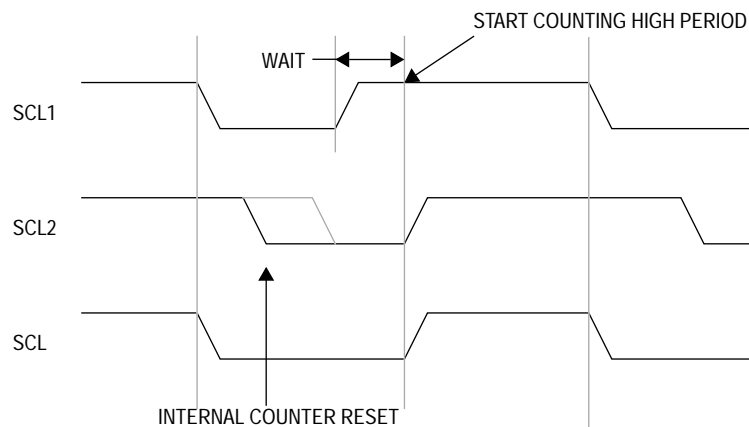 START COUNTING HIGH PERIOD
WAIT
SCL1
SCL2
SCL
INTERNAL COUNTER RESET